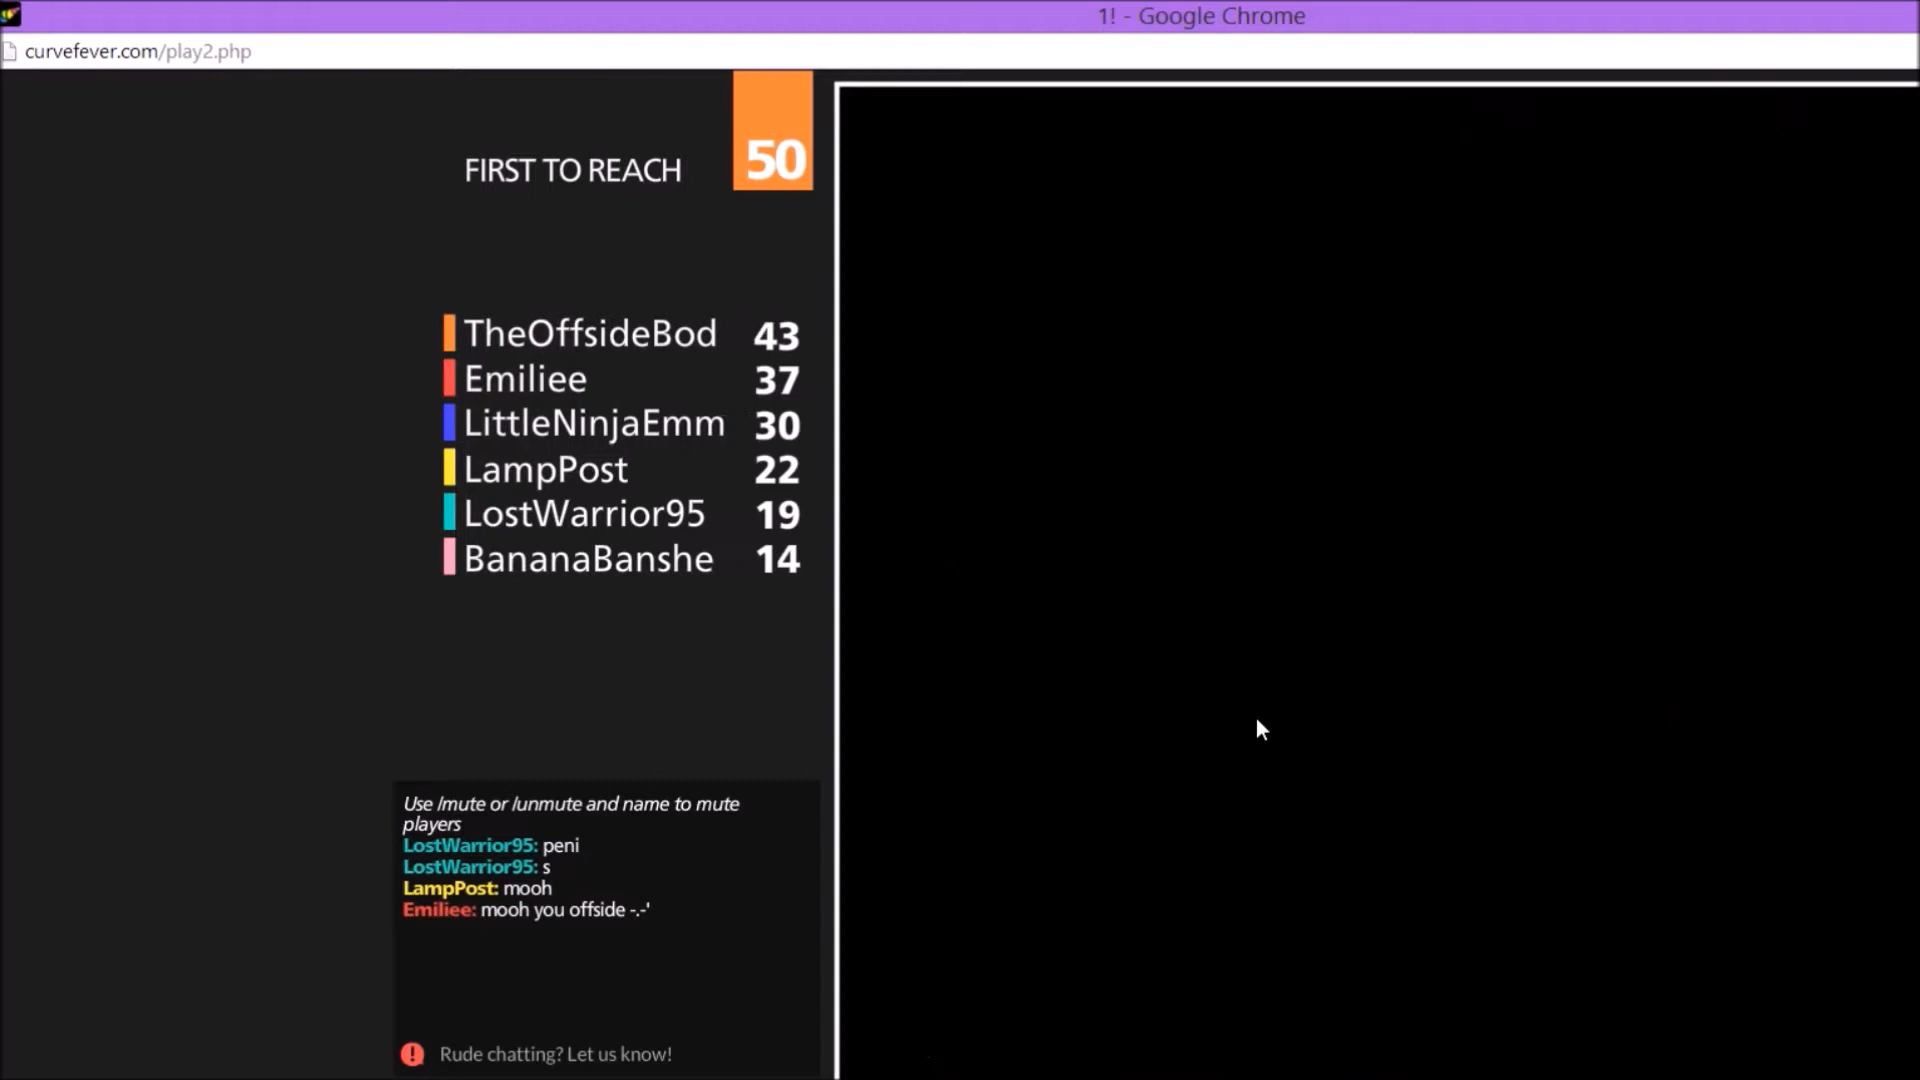 1! - Google Chrome
curvefever.com/play2.php
FIRST TO REACH 50
TheOffsideBod 43
Emiliee 37
LittleNinjaEmm 30
LampPost 22
LostWarrior95 19
BananaBanshe 14
Use /mute or /unmute and name to mute
players
LostWarrior95: peni
LostWarrior95: s
LampPost: mooh
Emiliee: mooh you offside -.-'
Rude chatting? Let us know!